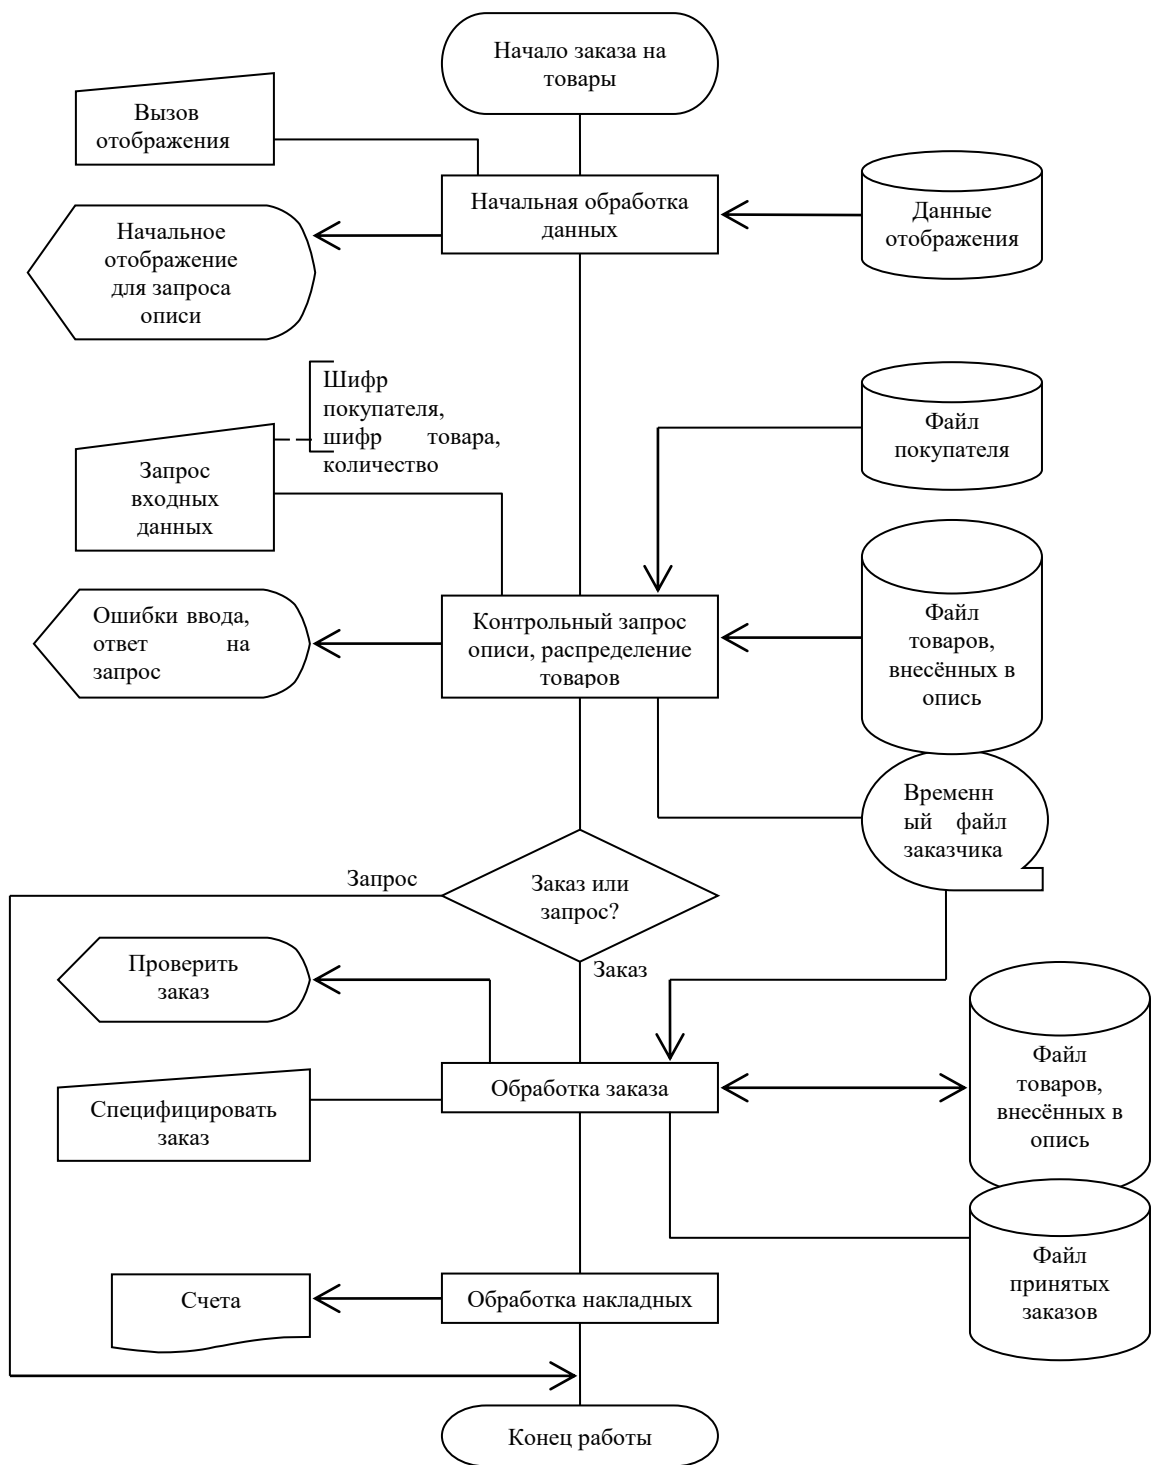 Начало заказа на
товары
Вызов
отображения
Начальная обработка
данных
Данные
отображения
Начальное
отображение
для запроса
описи
Шифр
покупателя,
шифр товара,
количество
Файл
покупателя
Запрос
входных
данных
Ошибки ввода,
ответ на
запрос
Контрольный запрос
описи, распределение
товаров
Файл
товаров,
внесённых в
опись
Временн
ый файл
заказчика
Запрос
Заказ или
запрос?
Заказ
Проверить
заказ
Файл
товаров,
внесённых в
опись
Обработка заказа
Специфицировать
заказ
Файл
принятых
заказов
Счета
Обработка накладных
Конец работы